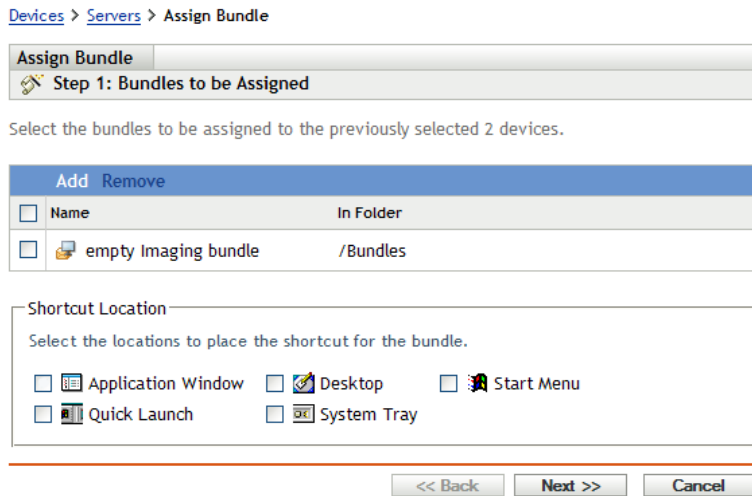 Devices > Servers > Assign Bundle
Assign Bundle
Step 1: Bundles to be Assigned
Select the bundles to be assigned to the previously selected 2 devices.
Add Remove
Name In Folder
empty Imaging bundle /Bundles
Shortcut Location
Select the locations to place the shortcut for the bundle.
Application Window Desktop Start Menu
Quick Launch System Tray
<< Back Next >> Cancel